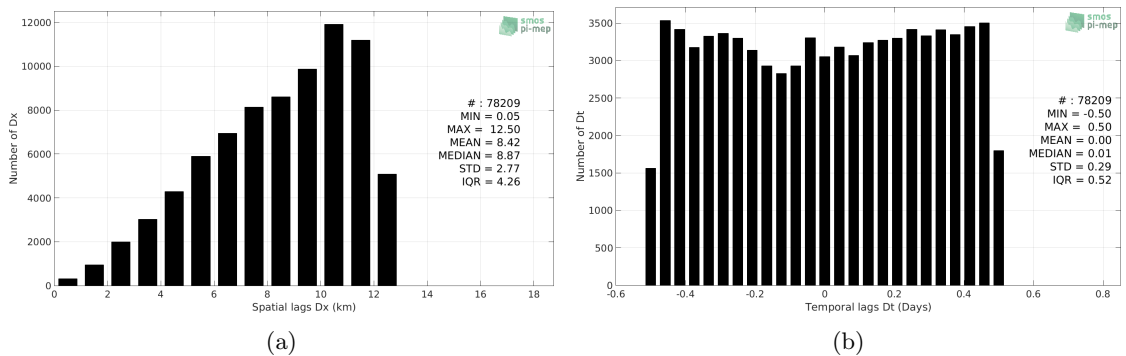 12000
10000
8000
6000
4000
2000
0
Number of Dx
smos
pi-mep
# : 78209
MIN = 0.05
MAX = 12.50
MEAN = 8.42
MEDIAN = 8.87
STD = 2.77
IQR = 4.26
0 2 4 6 8 10 12 14 16 18
Spatial lags Dx (km)
(a)
3500
3000
2500
2000
1500
1000
500
0
Number of Dt
smos
pi-mep
# : 78209
MIN = -0.50
MAX = 0.50
MEAN = 0.00
MEDIAN = 0.01
STD = 0.29
IQR = 0.52
-0.6 -0.4 -0.2 0 0.2 0.4 0.6 0.8
Temporal lags Dt (Days)
(b)